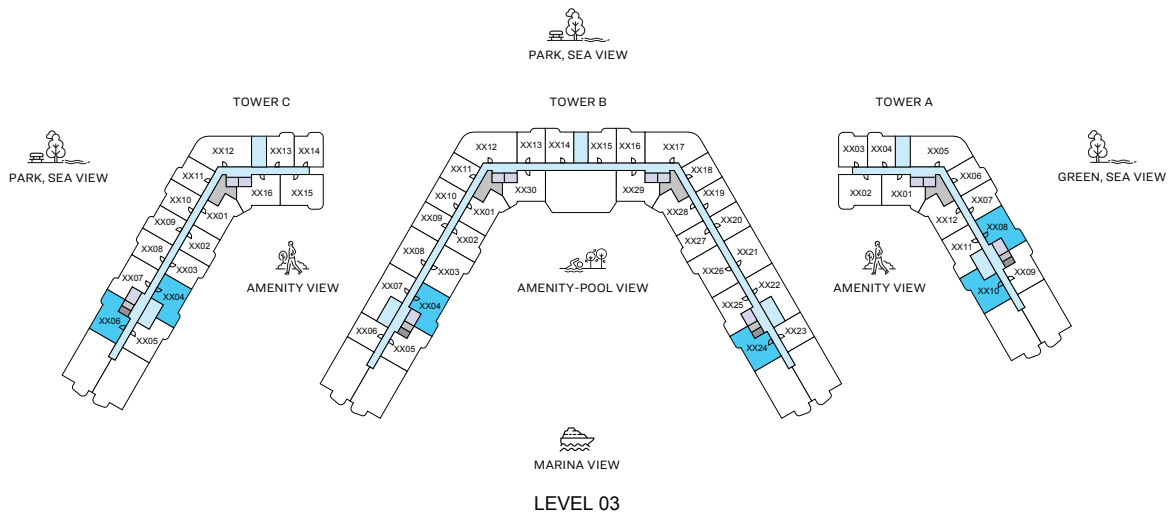 PARK, SEA VIEW
TOWER C
TOWER B
TOWER A
PARK, SEA VIEW
GREEN, SEA VIEW
XX12
XX13
XX14
XX11
XX10
XX09
XX08
XX07
XX06
XX16
XX15
XX01
XX02
XX03
XX04
XX05
XX12
XX13
XX14
XX15
XX16
XX17
XX11
XX10
XX09
XX08
XX07
XX06
XX30
XX29
XX01
XX02
XX03
XX04
XX05
XX18
XX19
XX20
XX21
XX22
XX23
XX28
XX27
XX26
XX25
XX24
XX03
XX04
XX05
XX02
XX01
XX06
XX07
XX08
XX09
XX12
XX11
XX10
AMENITY VIEW
AMENITY-POOL VIEW
AMENITY VIEW
MARINA VIEW
LEVEL 03